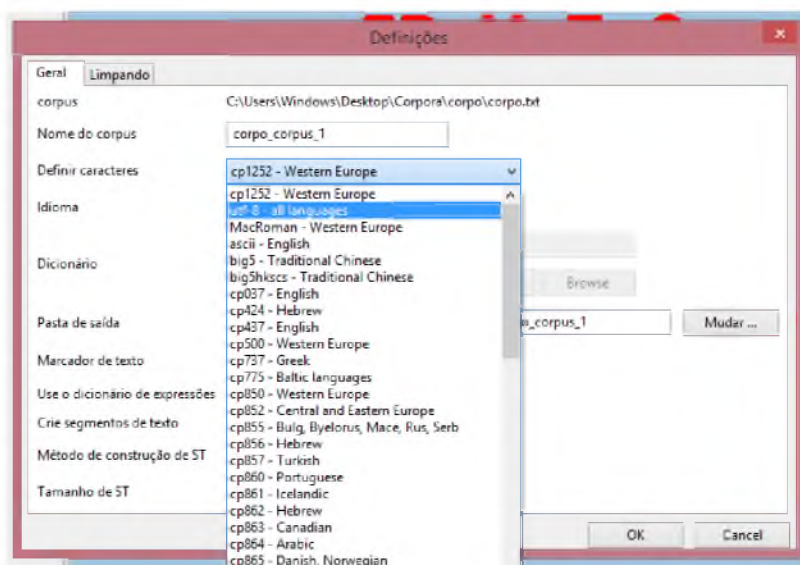 Definições
Geral Limpando
corpus C:\Users\Windows\Desktop\Corpora\corpo\corpo.txt
Nome do corpus corpo_corpus_1
Definir caracteres cp1252 - Western Europe
cp1252 - Western Europe
Idioma
utf-8 - all languages
MacRoman - Western Europe
ascii - English
big5 - Traditional Chinese
Dicionário
big5hkscs - Traditional Chinese
cp037 - English Browse
cp424 - Hebrew
cp437 - English
Pasta de saída _corpus_1 Mudar ...
cp500 - Western Europe
cp737 - Greek
Marcador de texto
cp775 - Baltic languages
Use o dicionário de expressões cp850 - Western Europe
cp852 - Central and Eastern Europe
Crie segmentos de texto cp855 - Bulg, Byelorus, Mace, Rus, Serb
cp856 - Hebrew
Método de construção de ST cp857 - Turkish
cp860 - Portuguese
Tamanho de ST cp861 - Icelandic
cp862 - Hebrew
cp863 - Canadian OK Cancel
cp864 - Arabic
cp865 - Danish, Norwegian